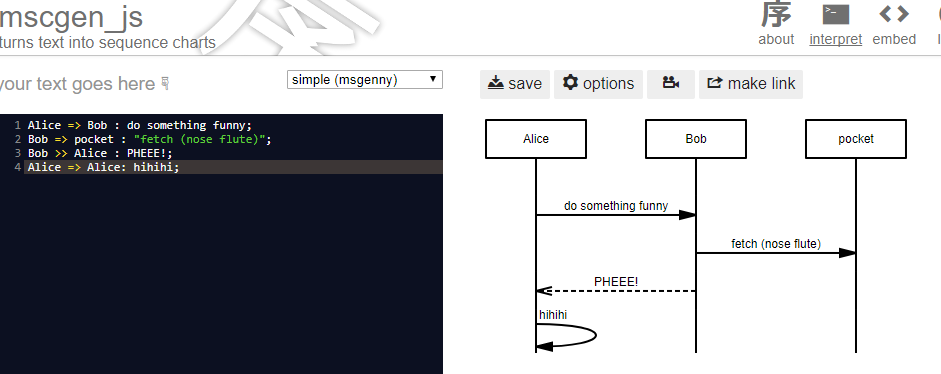 mscgen_js
turns text into sequence charts
序
about
interpret
embed
your text goes here
simple (msgenny)
save
options
make link
1 Alice => Bob : do something funny;
2 Bob => pocket : "fetch (nose flute)";
3 Bob >> Alice : PHEEE!;
4 Alice => Alice: hihihi;
Alice
Bob
pocket
do something funny
fetch (nose flute)
PHEEE!
hihihi